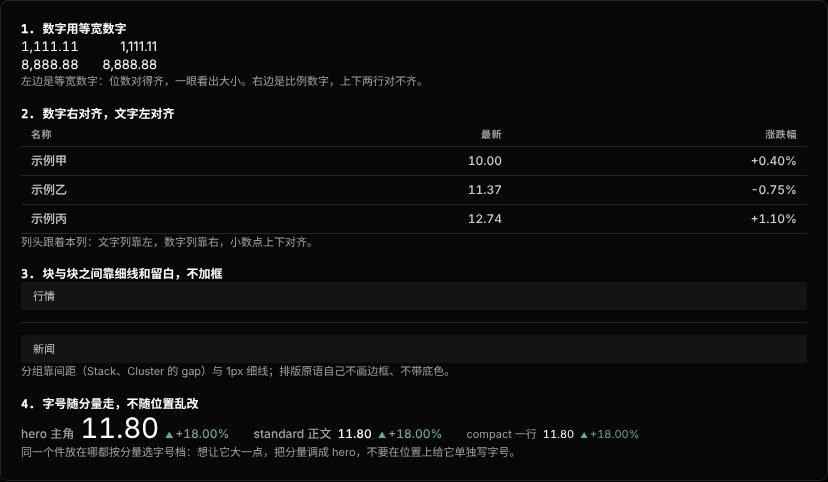 1. 数字用等宽数字
1,111.11 1,111.11
8,888.88 8,888.88
左边是等宽数字：位数对得齐，一眼看出大小。右边是比例数字，上下两行对不齐。
2. 数字右对齐，文字左对齐
名称 最新 涨跌幅
示例甲 10.00 +0.40%
示例乙 11.37 -0.75%
示例丙 12.74 +1.10%
列头跟着本列：文字列靠左，数字列靠右，小数点上下对齐。
3. 块与块之间靠细线和留白，不加框
行情
新闻
分组靠间距（Stack、Cluster 的 gap）与 1px 细线；排版原语自己不画边框、不带底色。
4. 字号随分量走，不随位置乱改
hero 主角 11.80 ▲+18.00% standard 正文 11.80 ▲+18.00% compact 一行 11.80 ▲+18.00%
同一个件放在哪都按分量选字号档：想让它大一点，把分量调成 hero，不要在位置上给它单独写字号。